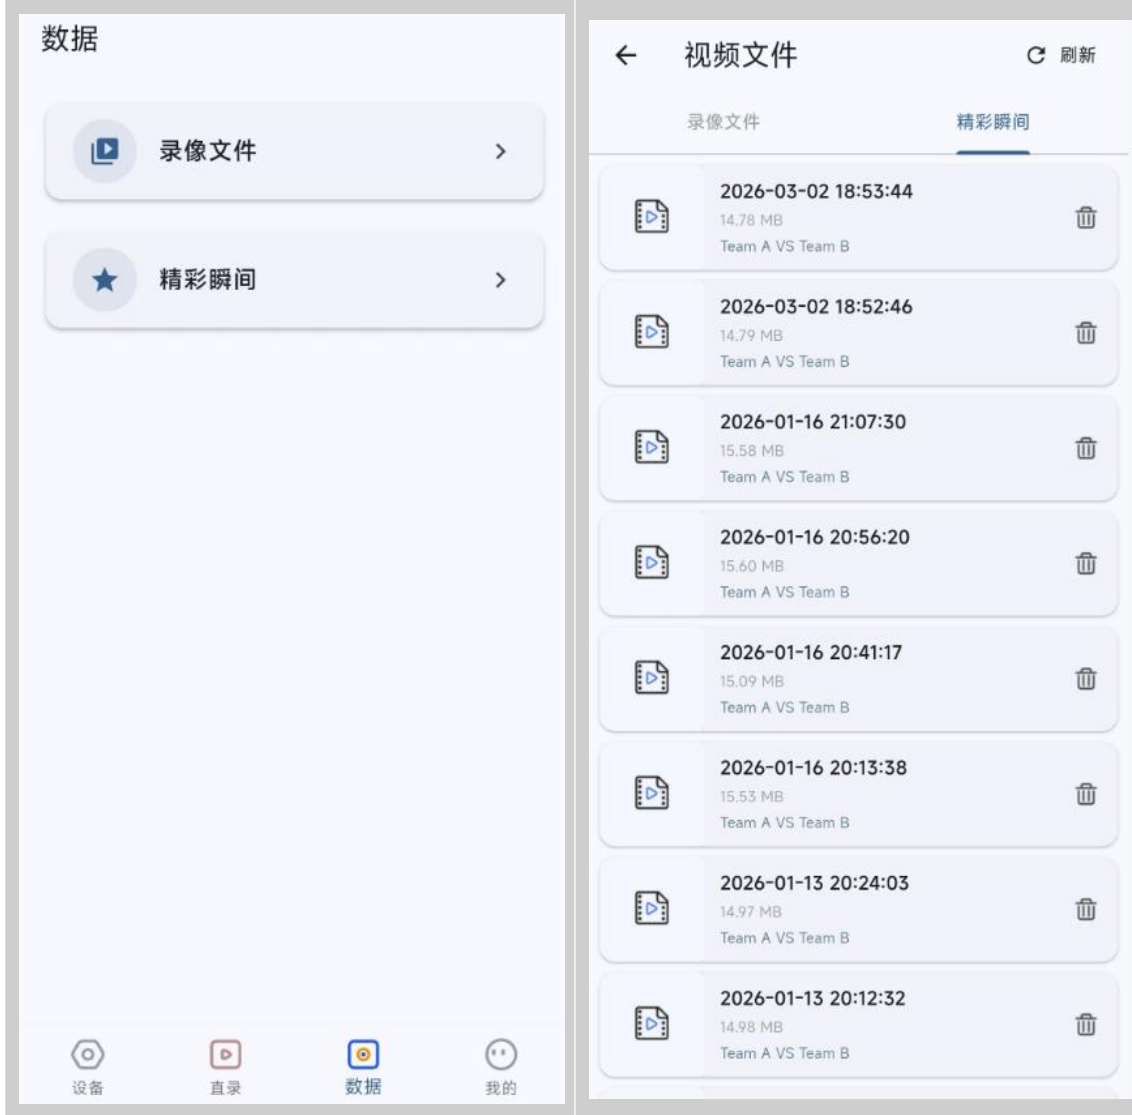 数据
录像文件
精彩瞬间
设备
直录
数据
我的
视频文件
刷新
录像文件
精彩瞬间
2026-03-02 18:53:44
14.78 MB
Team A VS Team B
2026-03-02 18:52:46
14.79 MB
Team A VS Team B
2026-01-16 21:07:30
15.58 MB
Team A VS Team B
2026-01-16 20:56:20
15.60 MB
Team A VS Team B
2026-01-16 20:41:17
15.09 MB
Team A VS Team B
2026-01-16 20:13:38
15.53 MB
Team A VS Team B
2026-01-13 20:24:03
14.97 MB
Team A VS Team B
2026-01-13 20:12:32
14.98 MB
Team A VS Team B